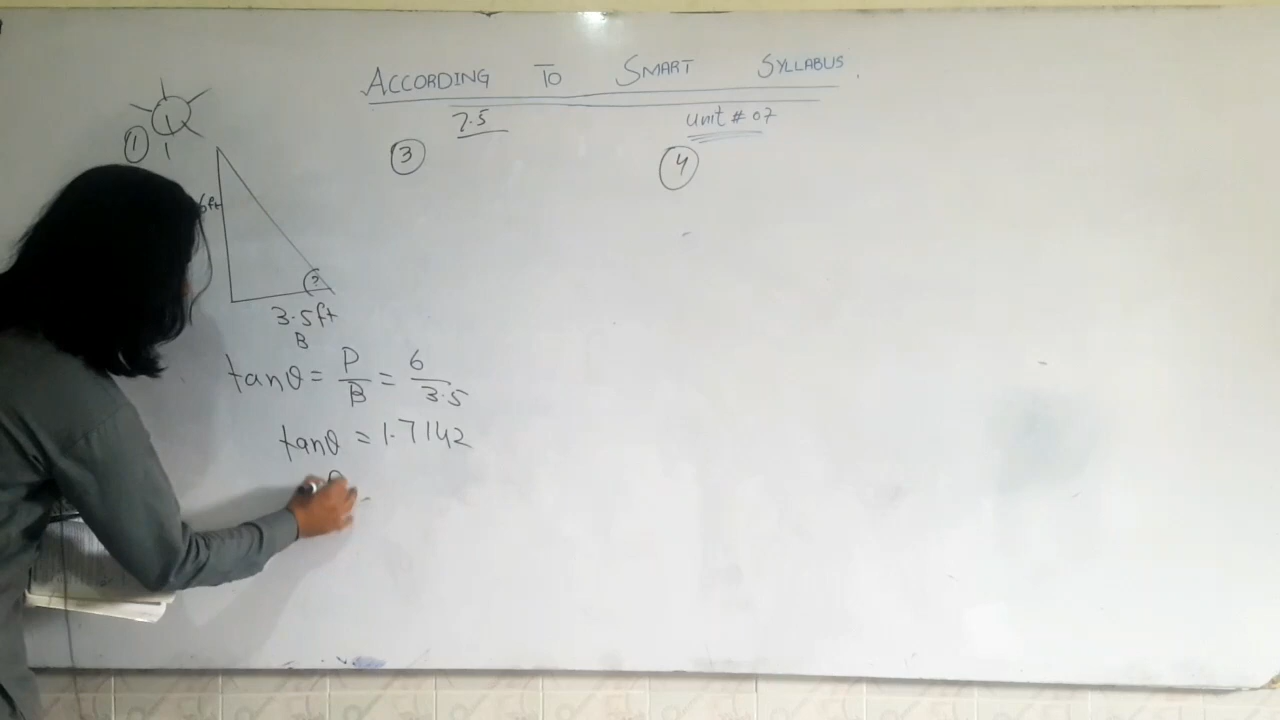 ACCORDING TO SMART SYLLABUS.
7.5 Unit # 07
① ③ ④
6ft
?
3.5ft
B
tanθ = P/B = 6/3.5
tanθ = 1.7142
θ